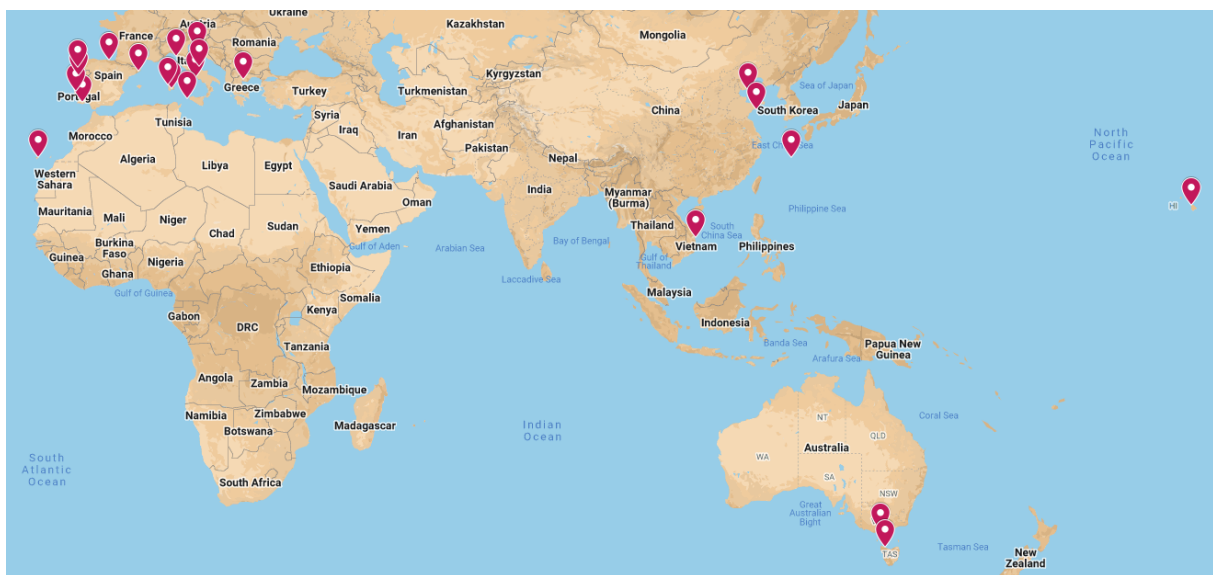 Ukraine
Kazakhstan
Mongolia
Austria
France
Romania
Italy
Spain
Portugal
Greece
Turkey
Kyrgyzstan
Turkmenistan
Sea of Japan
China
South Korea
Japan
Tunisia
Syria
Morocco
Iraq
Iran
Afghanistan
Pakistan
East China Sea
North
Pacific
Ocean
Algeria
Libya
Egypt
Nepal
Western
Sahara
Saudi Arabia
India
Myanmar
(Burma)
HI
Oman
Mauritania
Mali
Niger
Chad
Sudan
Yemen
Thailand
South
China Sea
Philippine Sea
Burkina
Faso
Gulf of Aden
Arabian Sea
Bay of Bengal
Vietnam
Philippines
Guinea
Ghana
Nigeria
Ethiopia
Gulf of
Thailand
Laccadive Sea
Gulf of Guinea
Somalia
Malaysia
Gabon
DRC
Kenya
Indonesia
Tanzania
Banda Sea
Papua New
Guinea
Arafura Sea
Angola
Zambia
Mozambique
Namibia
Zimbabwe
Botswana
Madagascar
Indian
Ocean
NT
Coral Sea
QLD
Australia
WA
South
Atlantic
Ocean
South Africa
SA
NSW
Great
Australian
Bight
Tasman Sea
TAS
New
Zealand